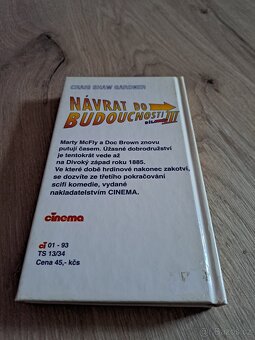 CRAIG SHAW GARDNER
NÁVRAT DO
BUDOUCNOSTI III
Marty McFly a Doc Brown znovu
putují časem. Úžasné dobrodružství
je tentokrát vede až
na Divoký západ roku 1885.
Ve které době hrdinové nakonec zakotví,
se dozvíte ze třetího pokračování
scifi komedie, vydané
nakladatelstvím CINEMA.
cinema
01 - 93
TS 13/34
Cena 45,- kčs